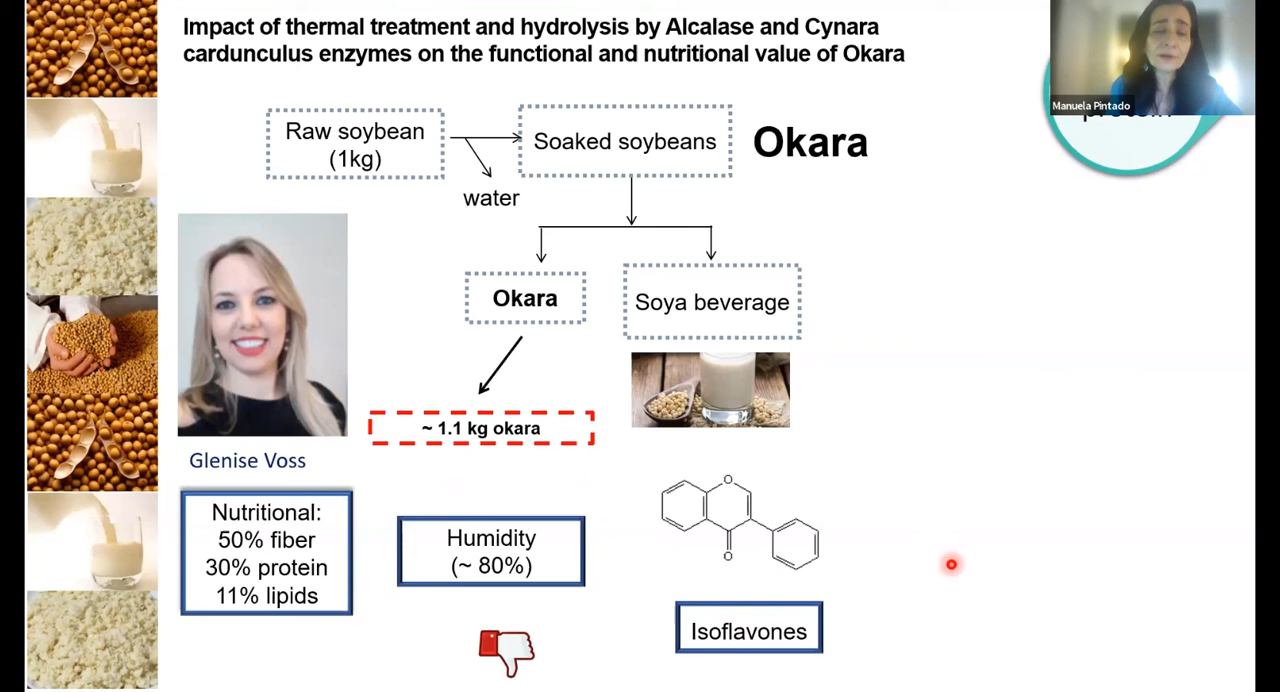 Impact of thermal treatment and hydrolysis by Alcalase and Cynara
cardunculus enzymes on the functional and nutritional value of Okara
Manuela Pintado
protein
Raw soybean
(1kg)
Soaked soybeans
Okara
water
Okara
Soya beverage
~ 1.1 kg okara
Glenise Voss
Nutritional:
50% fiber
30% protein
11% lipids
Humidity
(~ 80%)
O
O
Isoflavones